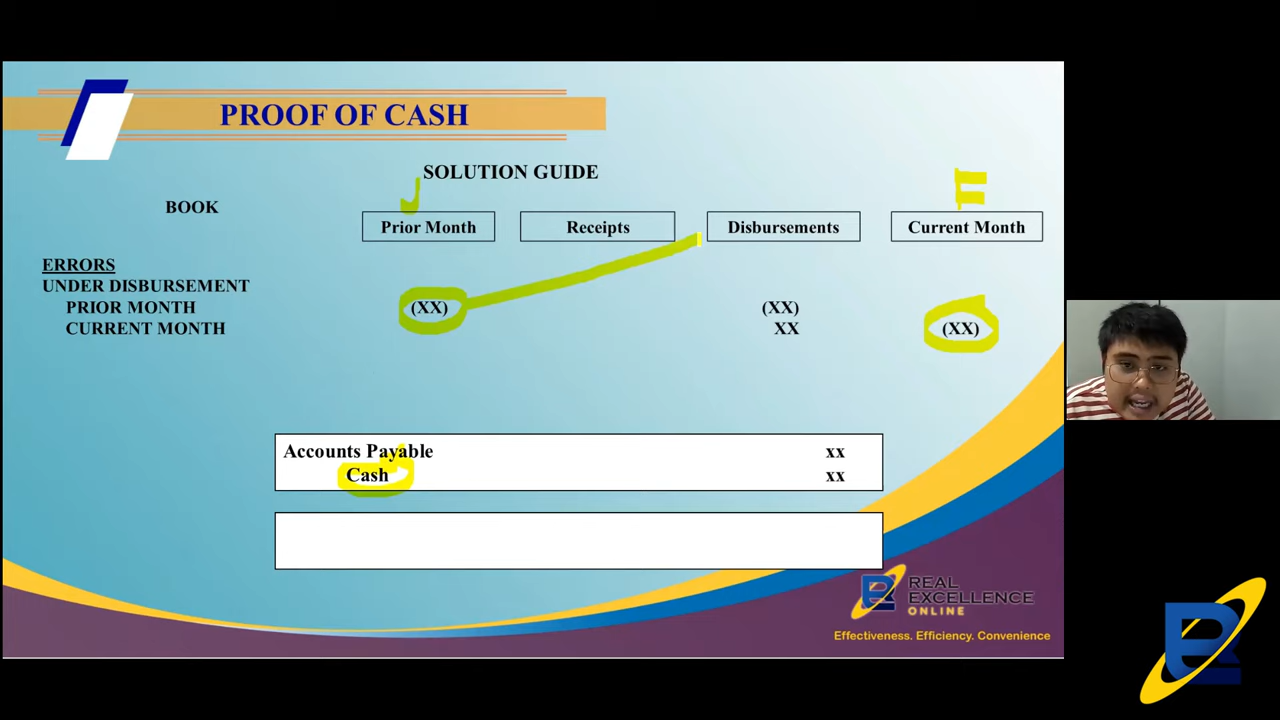 PROOF OF CASH
SOLUTION GUIDE
J F
BOOK
Prior Month Receipts Disbursements Current Month
ERRORS
UNDER DISBURSEMENT
PRIOR MONTH (XX) (XX)
CURRENT MONTH XX (XX)
Accounts Payable xx
Cash xx
REAL
EXCELLENCE
ONLINE
Effectiveness. Efficiency. Convenience